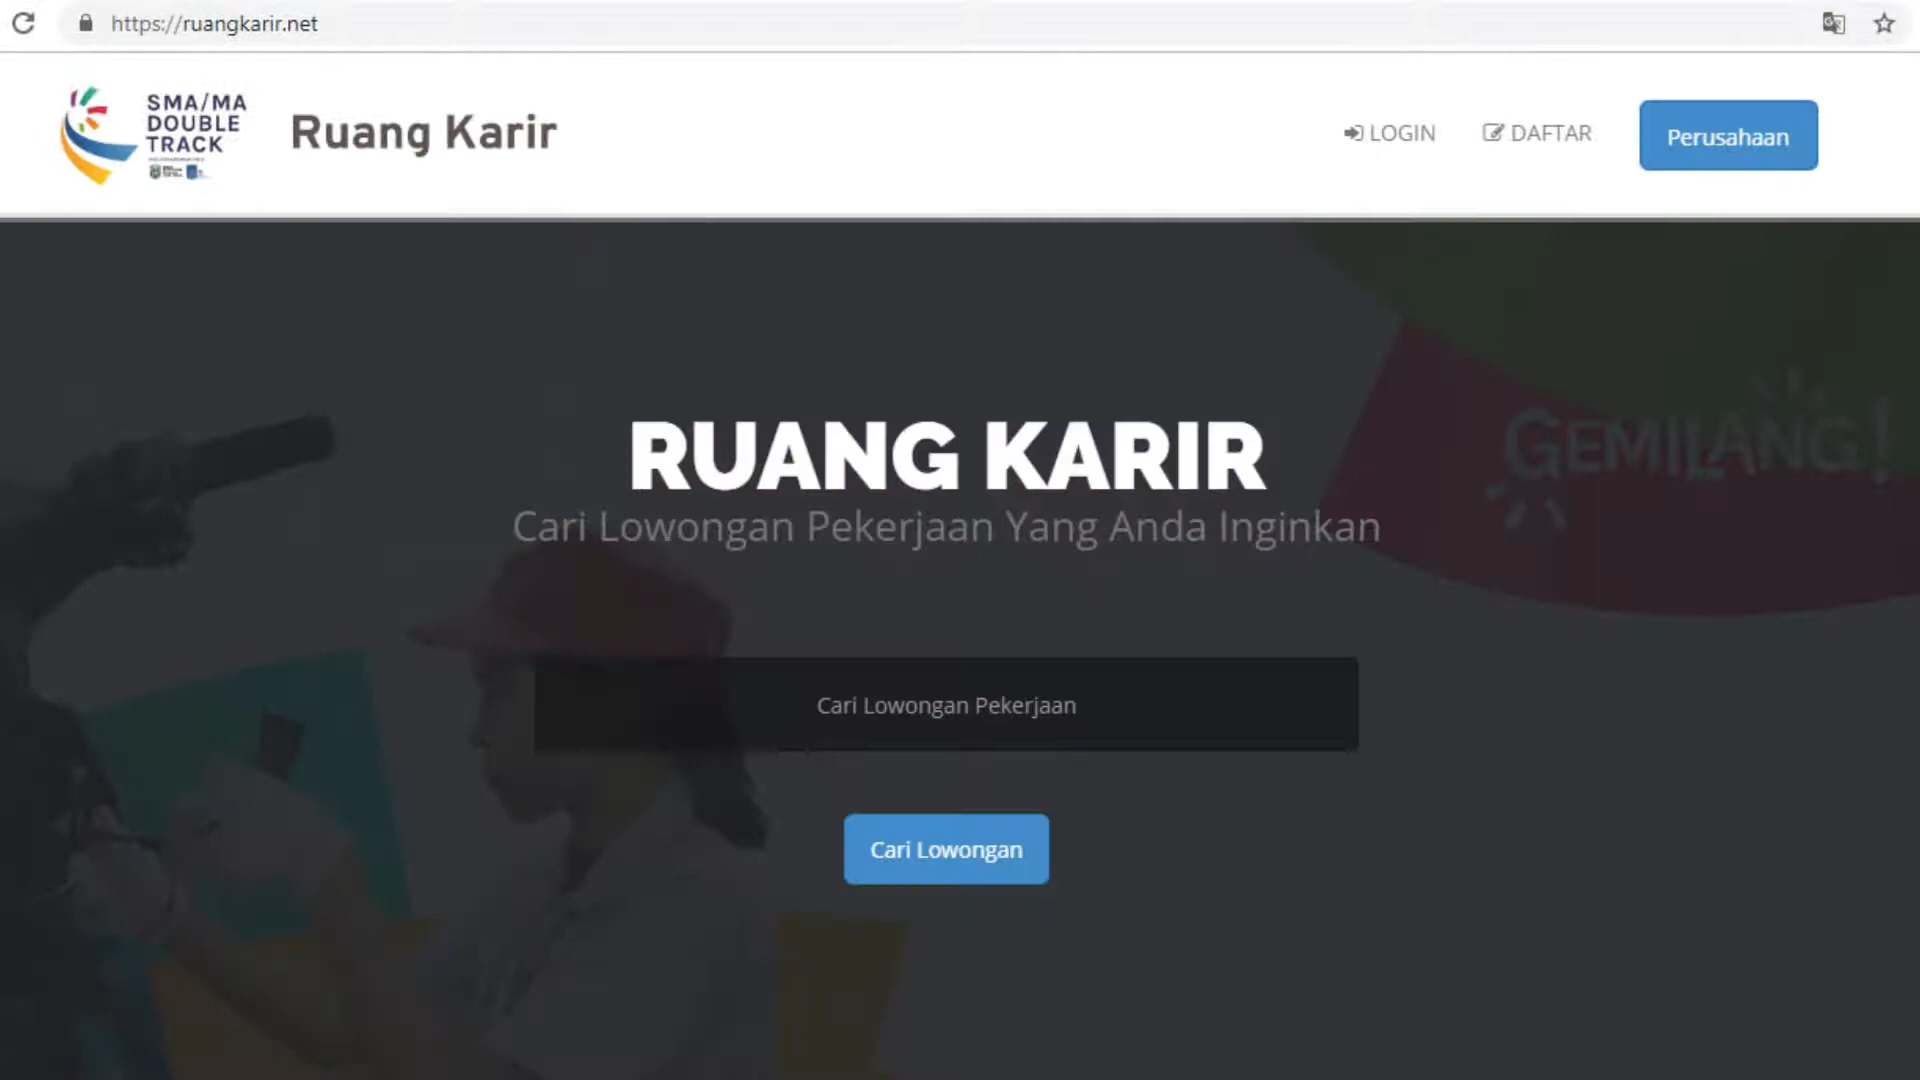 https://ruangkarir.net
SMA/MA
DOUBLE
TRACK
Ruang Karir
LOGIN
DAFTAR
Perusahaan
GEMILANG!
RUANG KARIR
Cari Lowongan Pekerjaan Yang Anda Inginkan
Cari Lowongan Pekerjaan
Cari Lowongan